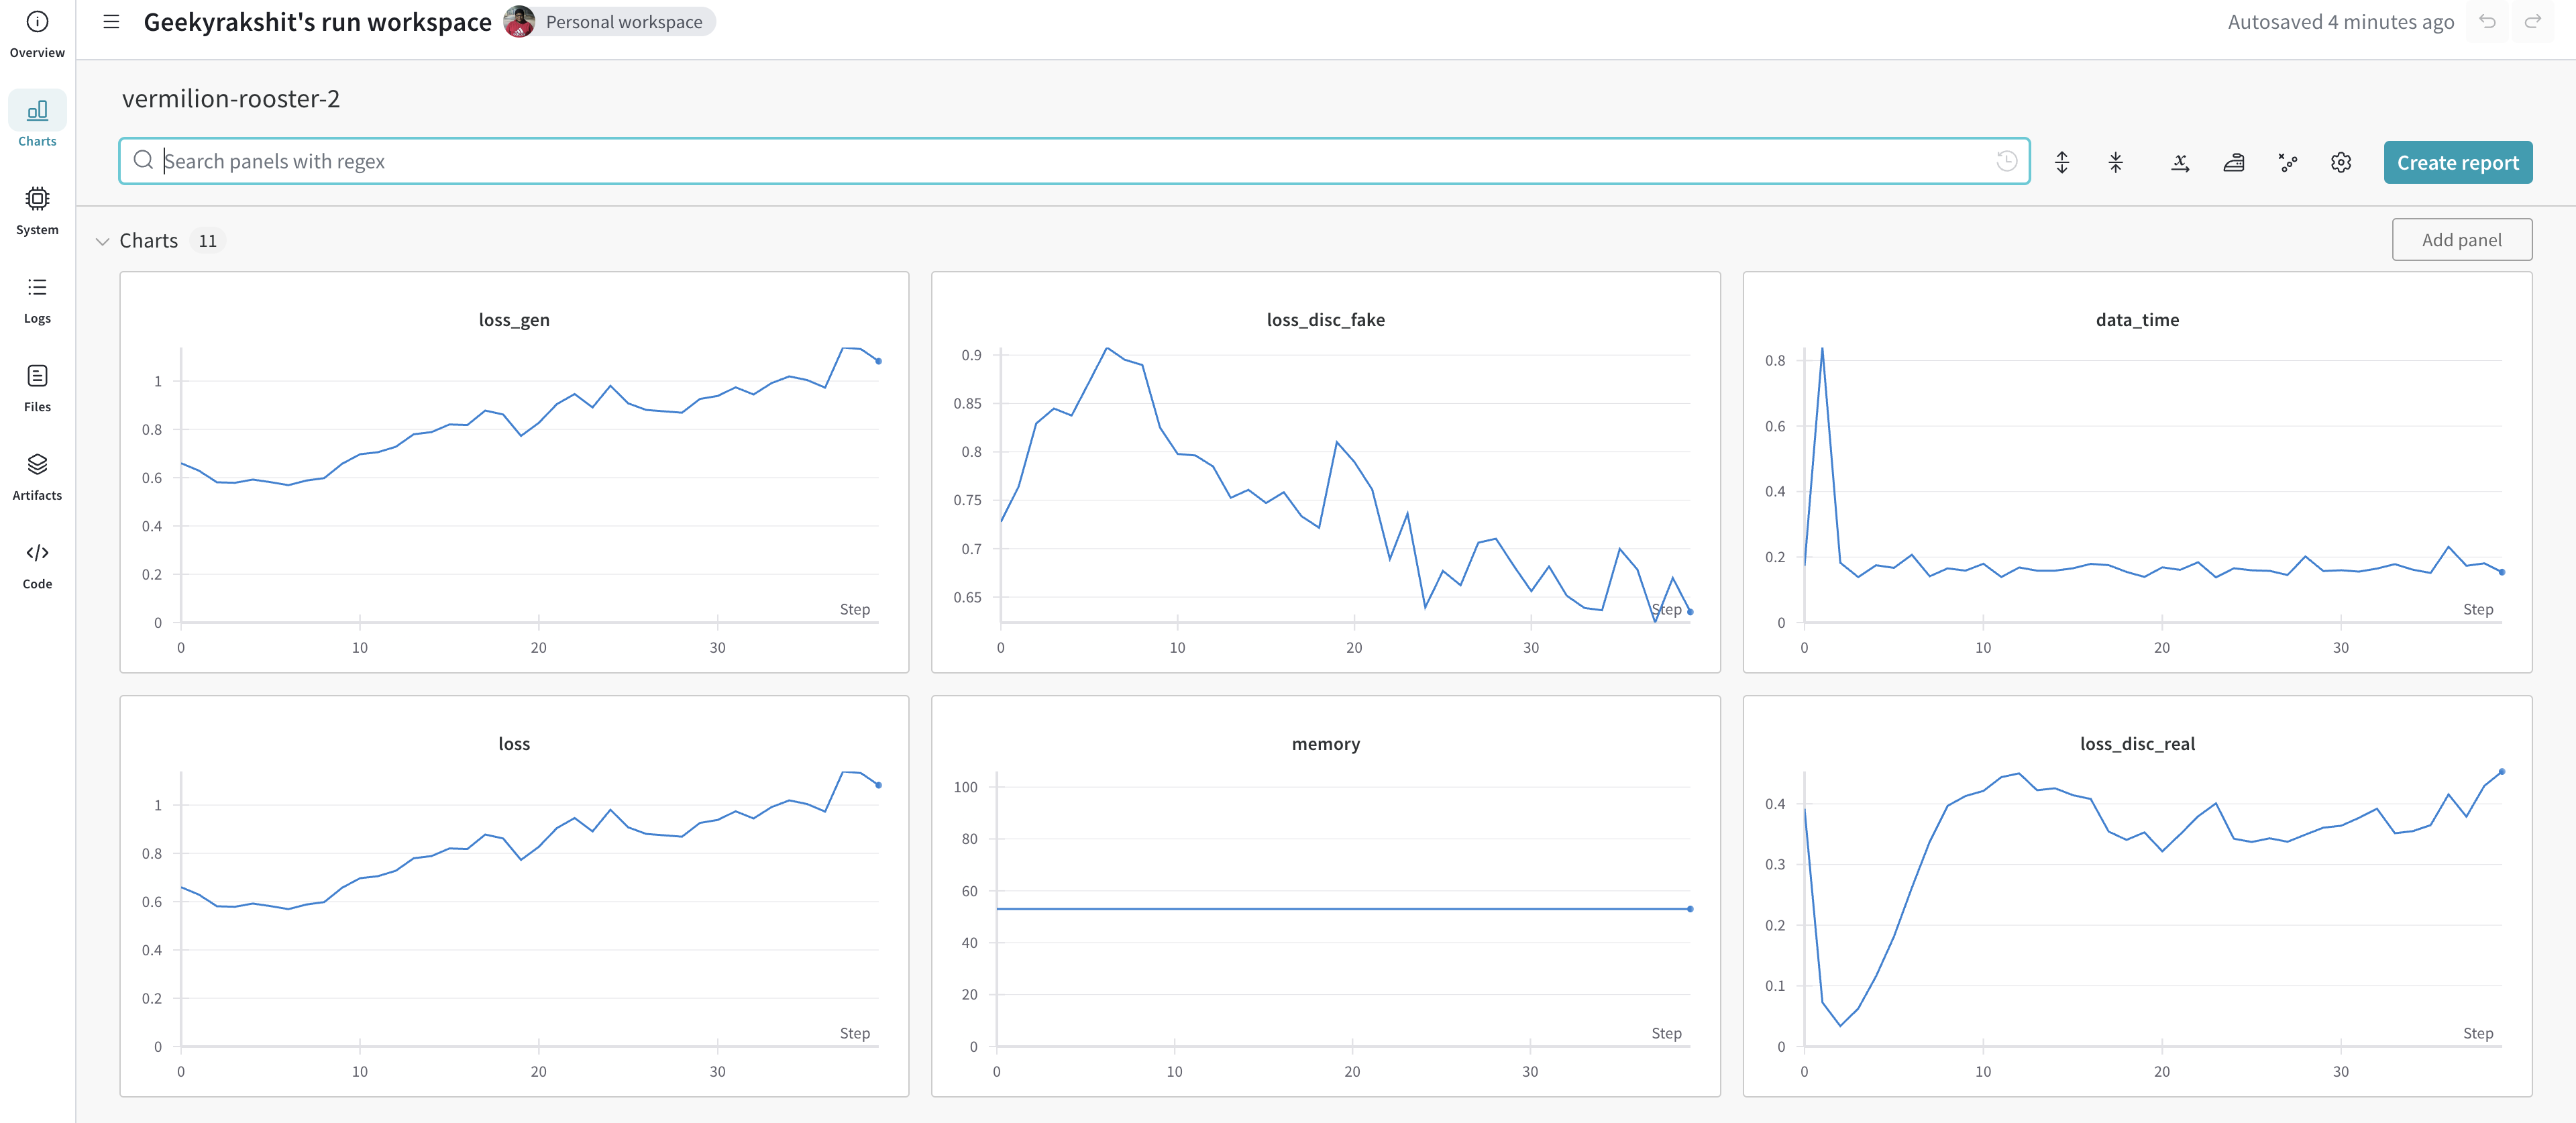 Geekyrakshit's run workspace
Personal workspace
Autosaved 4 minutes ago
Overview
Charts
System
Logs
Files
Artifacts
Code
vermilion-rooster-2
Search panels with regex
Create report
Charts 11
Add panel
loss_gen
1
0.8
0.6
0.4
0.2
0
Step
0 10 20 30
loss_disc_fake
0.9
0.85
0.8
0.75
0.7
0.65
Step
0 10 20 30
data_time
0.8
0.6
0.4
0.2
0
Step
0 10 20 30
loss
1
0.8
0.6
0.4
0.2
0
Step
0 10 20 30
memory
100
80
60
40
20
0
Step
0 10 20 30
loss_disc_real
0.4
0.3
0.2
0.1
0
Step
0 10 20 30